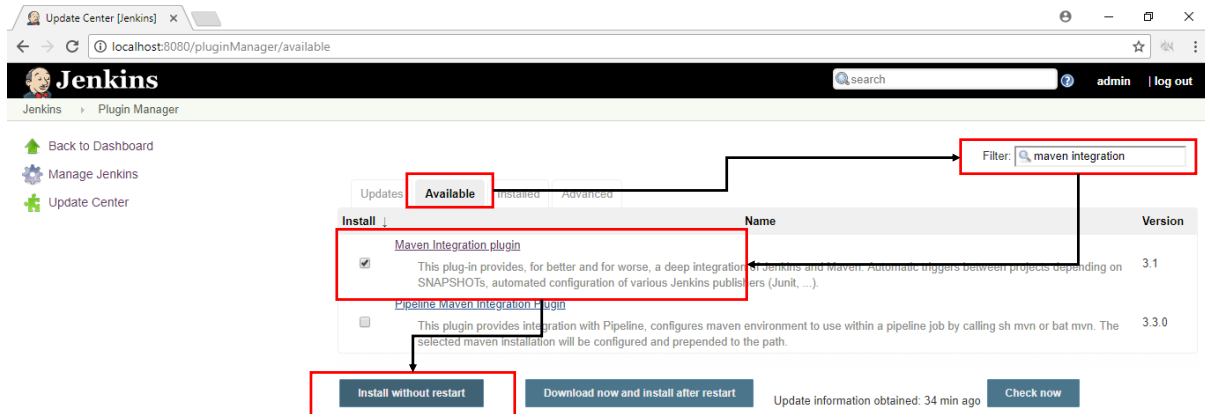 Update Center [Jenkins]
localhost:8080/pluginManager/available
Jenkins
search
admin
| log out
Jenkins
Plugin Manager
Back to Dashboard
Manage Jenkins
Update Center
Filter:
maven integration
Updates
Available
Installed
Advanced
Install ↓
Name
Version
Maven Integration plugin
This plug-in provides, for better and for worse, a deep integration of Jenkins and Maven. Automatic triggers between projects depending on
SNAPSHOTs, automated configuration of various Jenkins publishers (Junit, ...).
3.1
Pipeline Maven Integration Plugin
This plugin provides integration with Pipeline, configures maven environment to use within a pipeline job by calling sh mvn or bat mvn. The
selected maven installation will be configured and prepended to the path.
3.3.0
Install without restart
Download now and install after restart
Update information obtained: 34 min ago
Check now